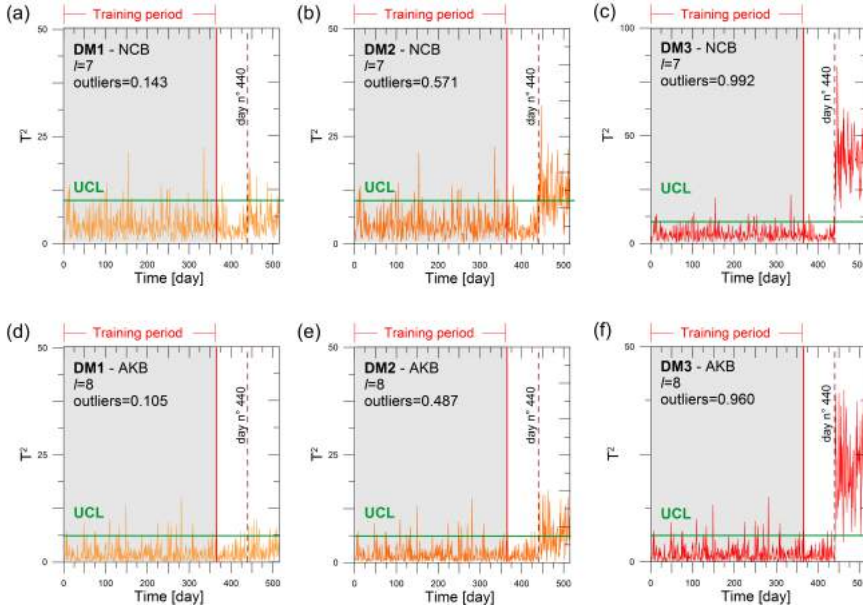 (a)
Training period
50
25
0
T²
DM1 - NCB
l=7
outliers=0.143
UCL
day n° 440
0 100 200 300 400 500
Time [day]
(b)
Training period
50
25
0
DM2 - NCB
l=7
outliers=0.571
UCL
day n° 440
0 100 200 300 400 500
Time [day]
(c)
Training period
100
50
0
T²
DM3 - NCB
l=7
outliers=0.992
UCL
day n° 440
0 100 200 300 400 500
Time [day]
(d)
Training period
50
25
0
T²
DM1 - AKB
l=8
outliers=0.105
UCL
day n° 440
0 100 200 300 400 500
Time [day]
(e)
Training period
50
25
0
DM2 - AKB
l=8
outliers=0.487
UCL
day n° 440
0 100 200 300 400 500
Time [day]
(f)
Training period
50
25
0
T²
DM3 - AKB
l=8
outliers=0.960
UCL
day n° 440
0 100 200 300 400 500
Time [day]